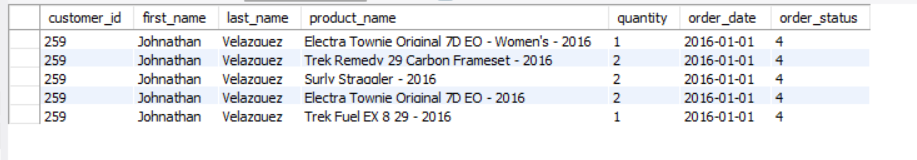 customer_id first_name last_name product_name quantity order_date order_status
259 Johnathan Velazquez Electra Townie Original 7D EO - Women's - 2016 1 2016-01-01 4
259 Johnathan Velazquez Trek Remedy 29 Carbon Frameset - 2016 2 2016-01-01 4
259 Johnathan Velazquez Surly Straggler - 2016 2 2016-01-01 4
259 Johnathan Velazquez Electra Townie Original 7D EO - 2016 2 2016-01-01 4
259 Johnathan Velazquez Trek Fuel EX 8 29 - 2016 1 2016-01-01 4